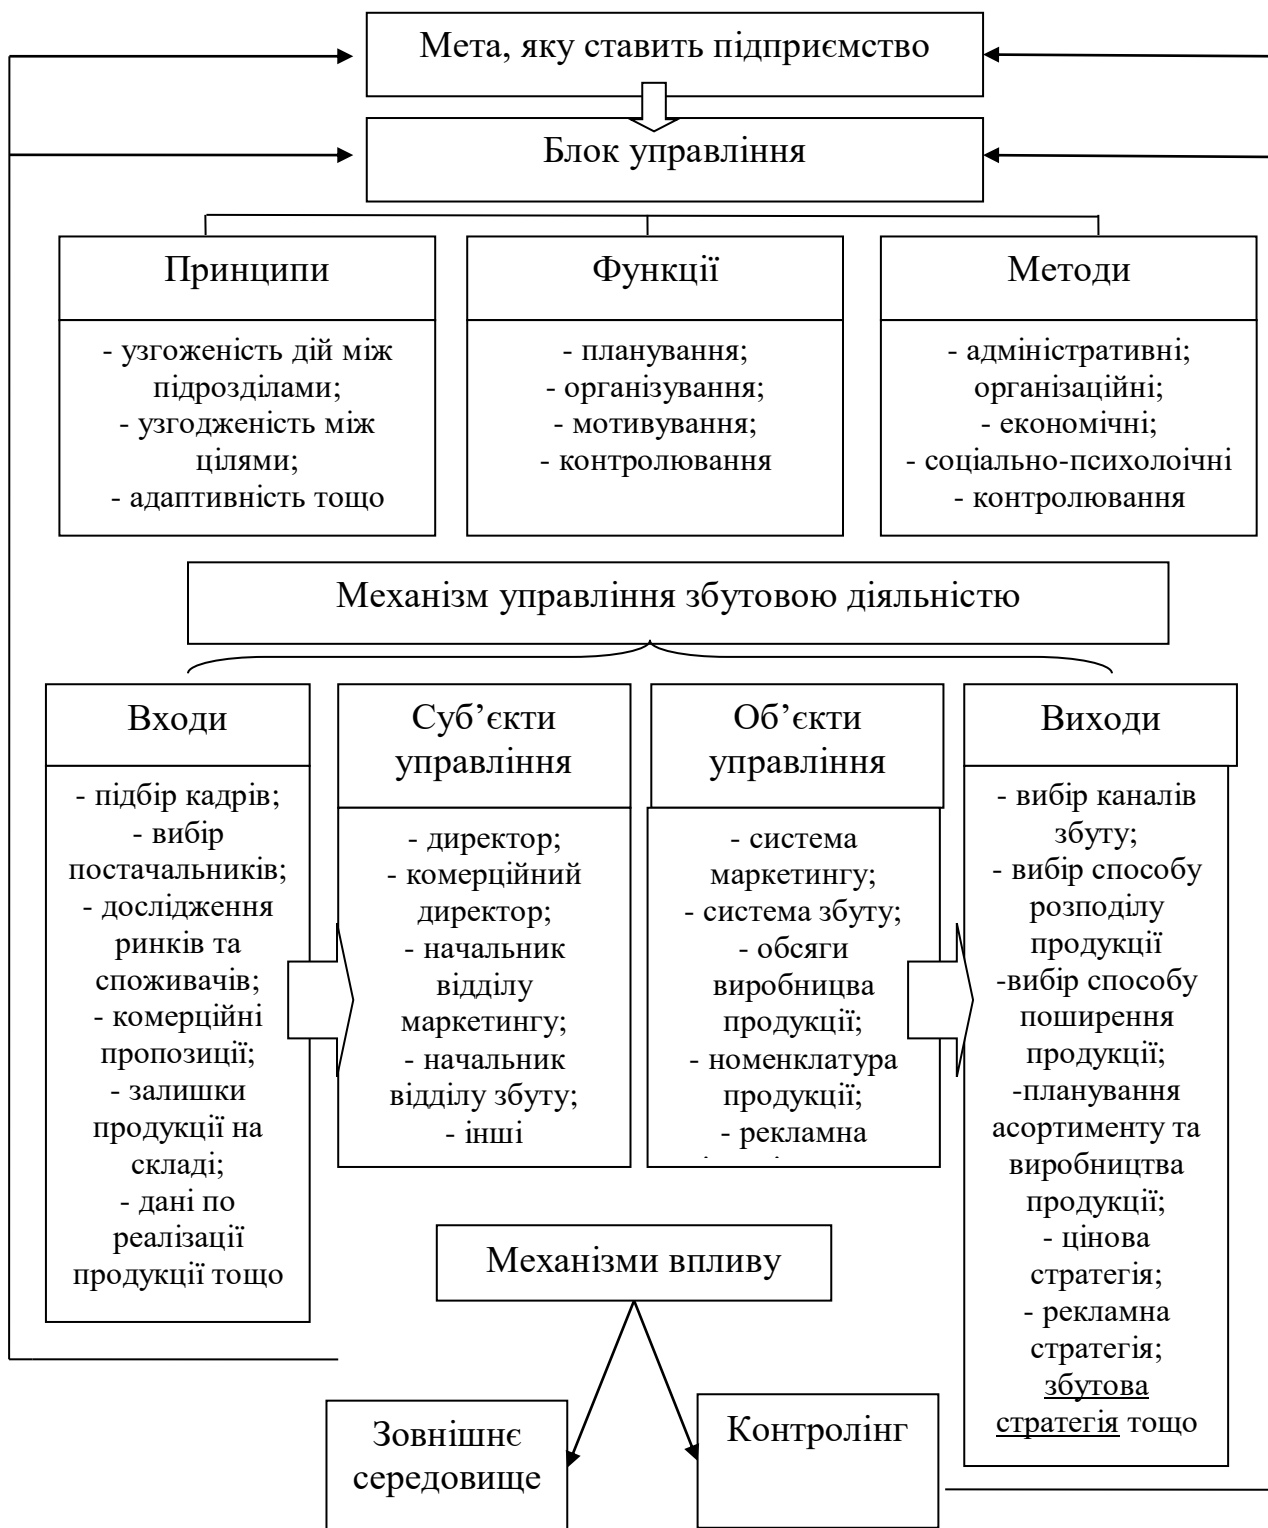 Мета, яку ставить підприємство
Блок управління
Принципи
- узгоженість дій між
підрозділами;
- узгодженість між
цілями;
- адаптивність тощо
Функції
- планування;
- організування;
- мотивування;
- контролювання
Методи
- адміністративні;
організаційні;
- економічні;
- соціально-психолоічні
- контролювання
Механізм управління збутовою діяльністю
Входи
- підбір кадрів;
- вибір
постачальників;
- дослідження
ринків та
споживачів;
- комерційні
пропозиції;
- залишки
продукції на
складі;
- дані по
реалізації
продукції тощо
Суб’єкти
управління
- директор;
- комерційний
директор;
- начальник
відділу
маркетингу;
- начальник
відділу збуту;
- інші
Об’єкти
управління
- система
маркетингу;
- система збуту;
- обсяги
виробницва
продукції;
- номенклатура
продукції;
- рекламна
Виходи
- вибір каналів
збуту;
- вибір способу
розподілу
продукції
-вибір способу
поширення
продукції;
-планування
асортименту та
виробництва
продукції;
- цінова
стратегія;
- рекламна
стратегія;
збутова
стратегія тощо
Механізми впливу
Зовнішнє
середовище
Контролінг